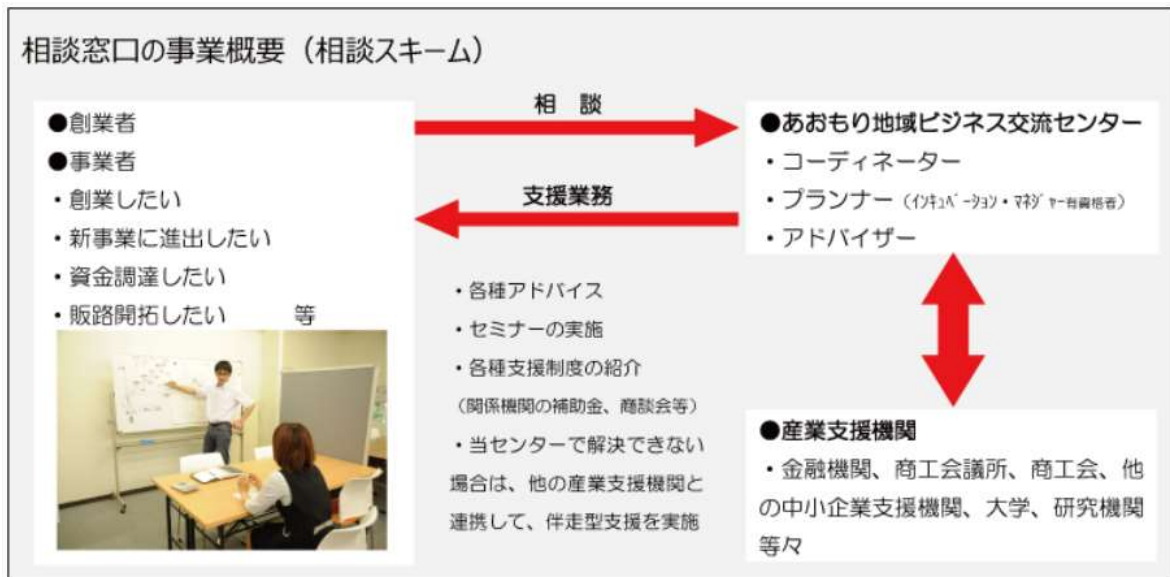 相談窓口の事業概要（相談スキーム）
●創業者
●事業者
・創業したい
・新事業に進出したい
・資金調達したい
・販路開拓したい　　　等
相　談
支援業務
・各種アドバイス
・セミナーの実施
・各種支援制度の紹介
（関係機関の補助金、商談会等）
・当センターで解決できない
場合は、他の産業支援機関と
連携して、伴走型支援を実施
●あおもり地域ビジネス交流センター
・コーディネーター
・プランナー（ｲﾝｷｭﾍﾞｰｼｮﾝ・ﾏﾈｼﾞｬｰ有資格者）
・アドバイザー
●産業支援機関
・金融機関、商工会議所、商工会、他
の中小企業支援機関、大学、研究機関
等々